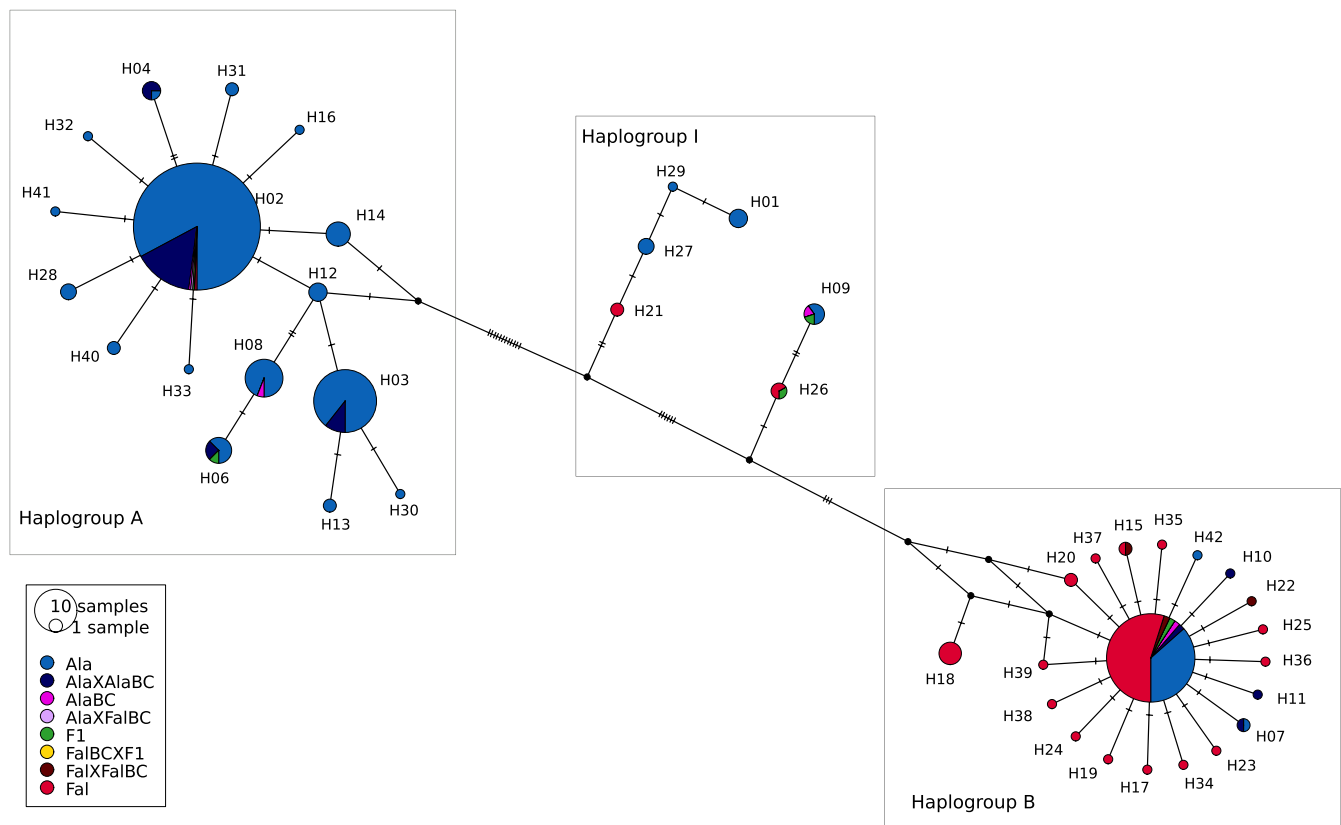 H04
H31
H16
H32
H41
H02
H14
H28
H12
H40
H33
H08
H03
H06
H13
H30
Haplogroup A
Haplogroup I
H29
H01
H27
H21
H09
H26
10 samples
1 sample
Ala
AlaXAlaBC
AlaBC
AlaXFalBC
F1
FalBCXF1
FalXFalBC
Fal
H35
H15
H37
H42
H20
H10
H22
H25
H36
H11
H07
H23
H34
H17
H19
H24
H38
H39
H18
Haplogroup B